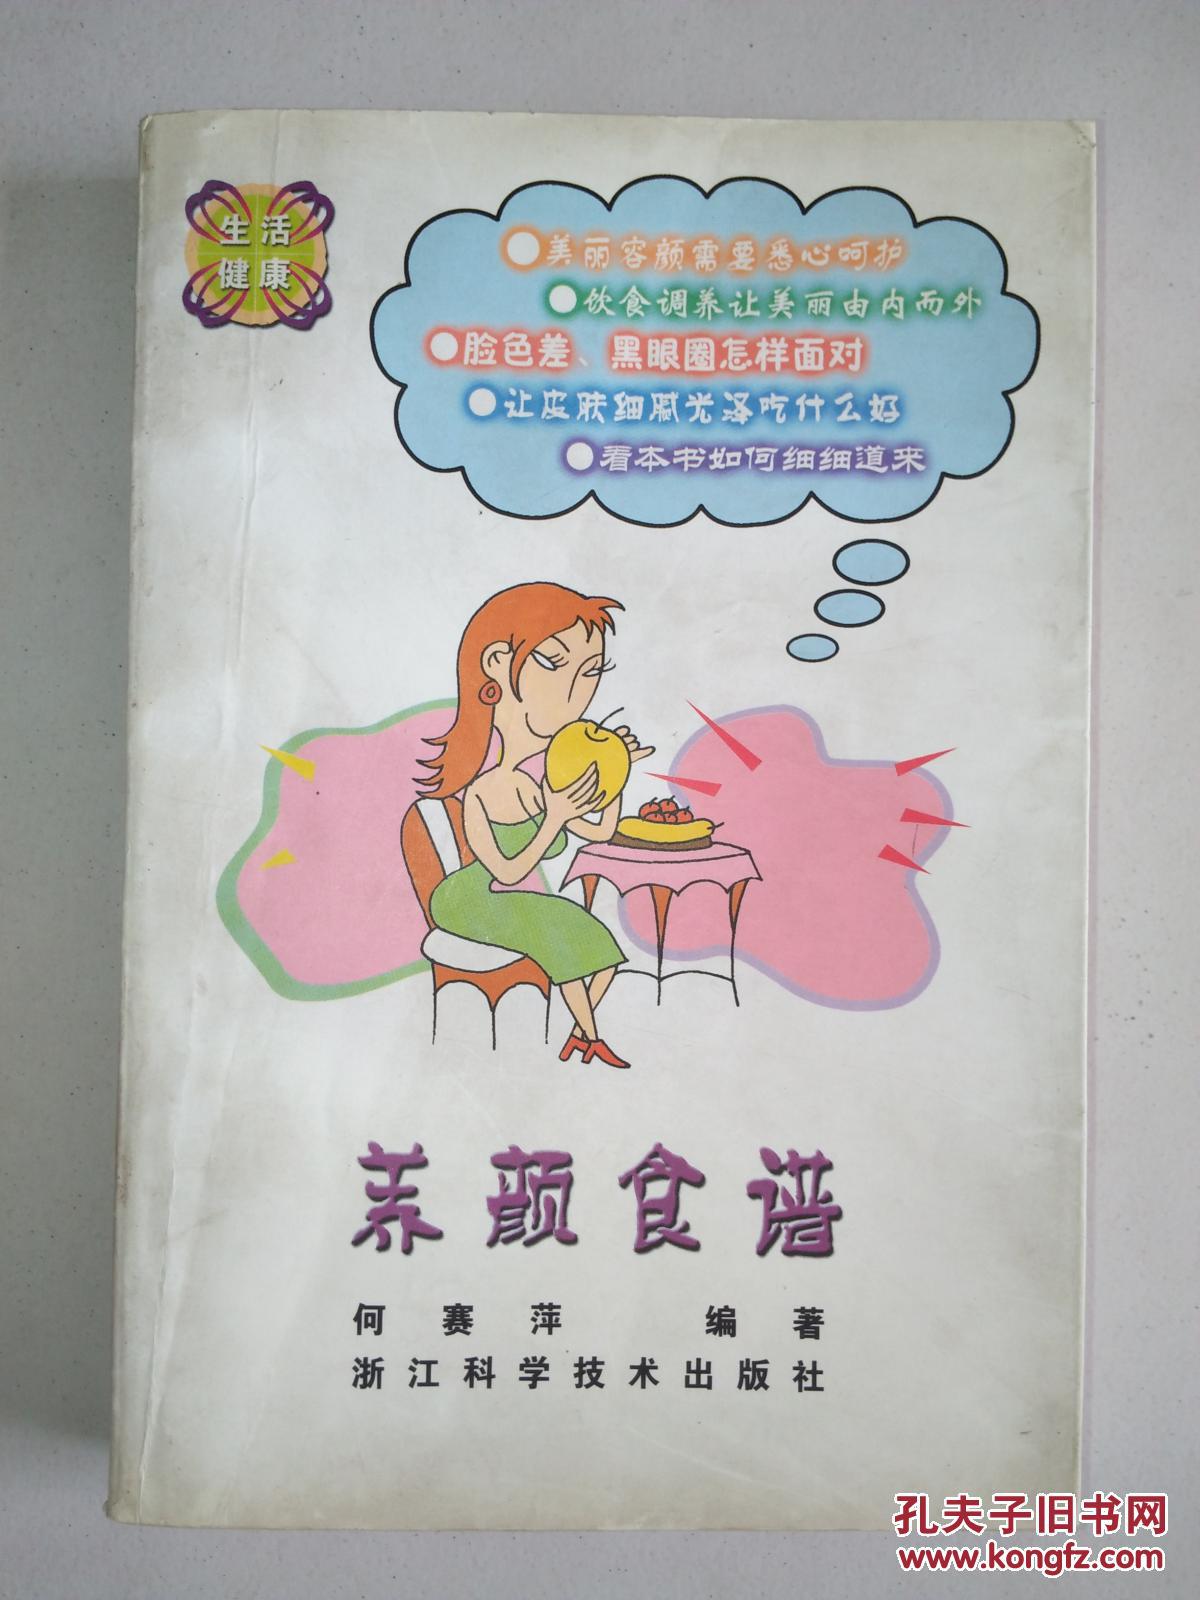 生活
健康
●美丽容颜需要悉心呵护
●饮食调养让美丽由内而外
●脸色差、黑眼圈怎样面对
●让皮肤细腻光泽吃什么好
●看本书如何细细道来
养颜食谱
何赛萍 编著
浙江科学技术出版社
孔夫子旧书网
www.kongfz.com